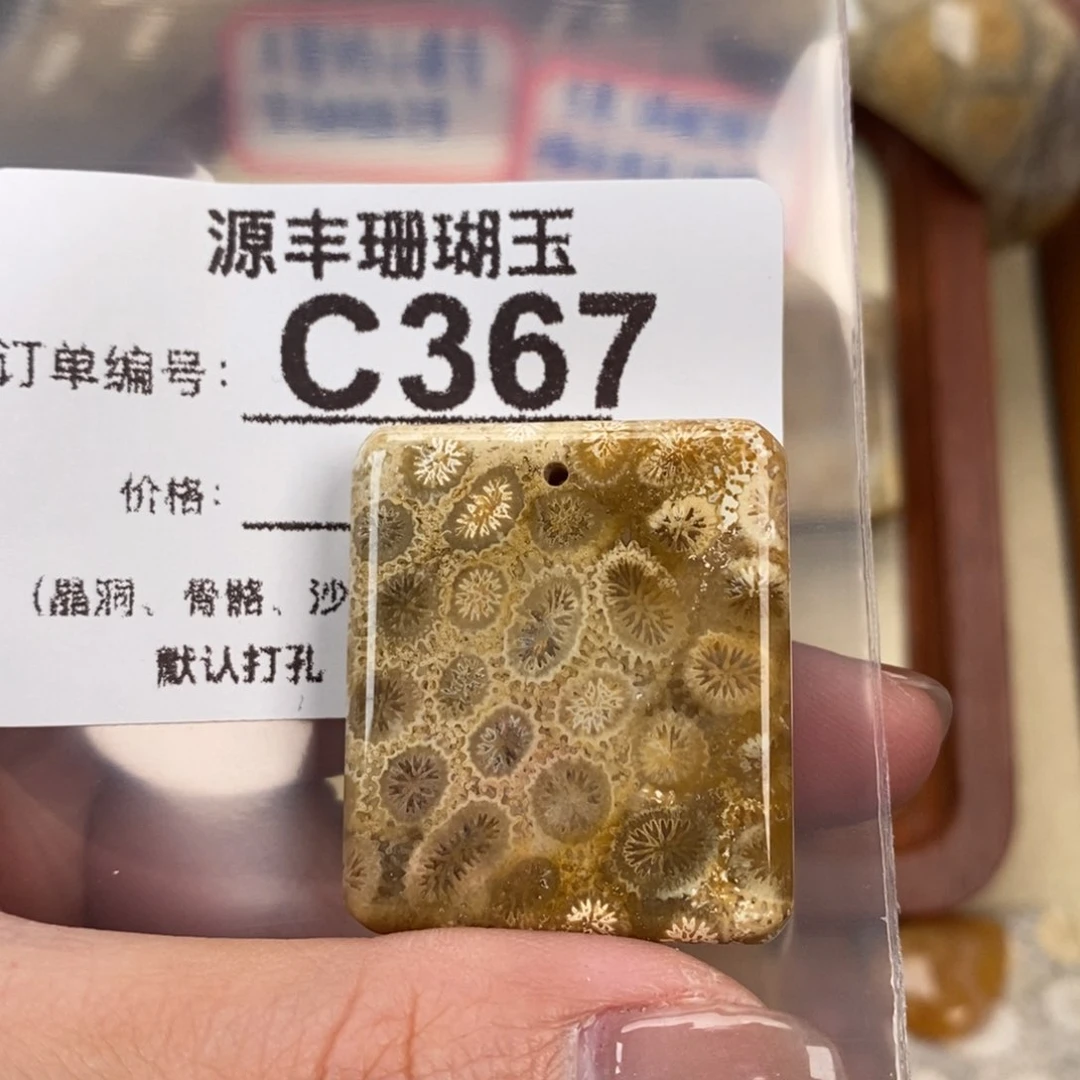 源丰珊瑚玉
订单编号: C367
价格:
(晶洞、骨骼、沙
默认打孔